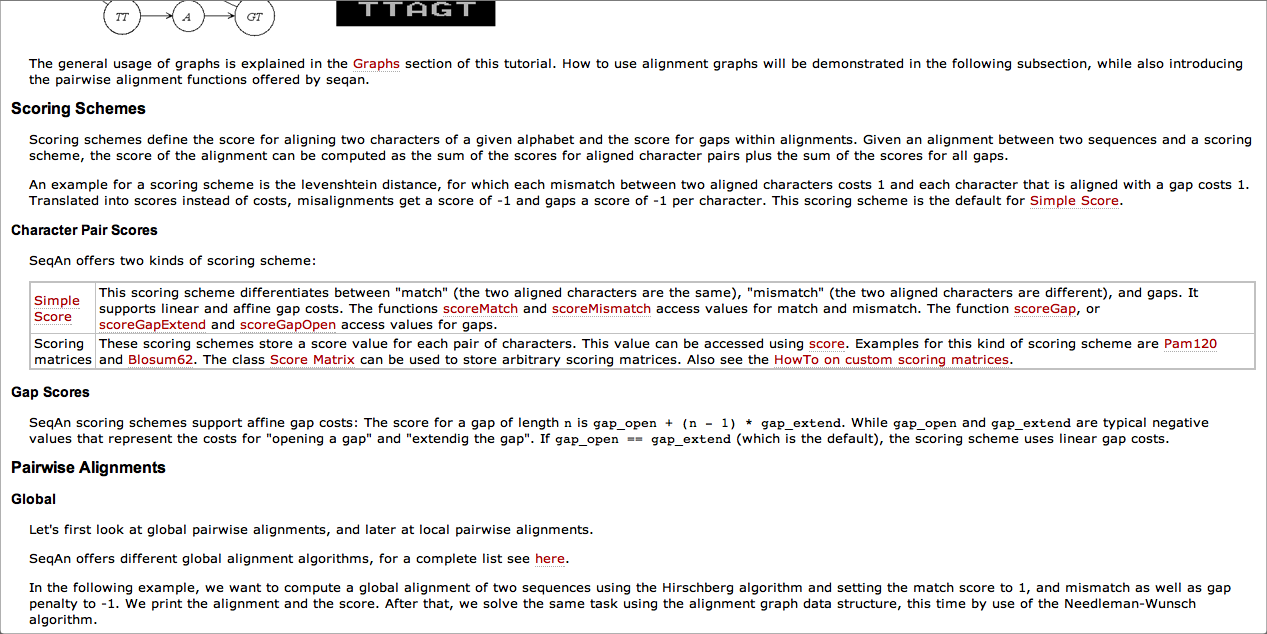 TT
A
GT
TTAGT
The general usage of graphs is explained in the Graphs section of this tutorial. How to use alignment graphs will be demonstrated in the following subsection, while also introducing
the pairwise alignment functions offered by seqan.
Scoring Schemes
Scoring schemes define the score for aligning two characters of a given alphabet and the score for gaps within alignments. Given an alignment between two sequences and a scoring
scheme, the score of the alignment can be computed as the sum of the scores for aligned character pairs plus the sum of the scores for all gaps.
An example for a scoring scheme is the levenshtein distance, for which each mismatch between two aligned characters costs 1 and each character that is aligned with a gap costs 1.
Translated into scores instead of costs, misalignments get a score of -1 and gaps a score of -1 per character. This scoring scheme is the default for Simple Score.
Character Pair Scores
SeqAn offers two kinds of scoring scheme:
Simple
Score
This scoring scheme differentiates between "match" (the two aligned characters are the same), "mismatch" (the two aligned characters are different), and gaps. It
supports linear and affine gap costs. The functions scoreMatch and scoreMismatch access values for match and mismatch. The function scoreGap, or
scoreGapExtend and scoreGapOpen access values for gaps.
Scoring
matrices
These scoring schemes store a score value for each pair of characters. This value can be accessed using score. Examples for this kind of scoring scheme are Pam120
and Blosum62. The class Score Matrix can be used to store arbitrary scoring matrices. Also see the HowTo on custom scoring matrices.
Gap Scores
SeqAn scoring schemes support affine gap costs: The score for a gap of length n is gap_open + (n - 1) * gap_extend. While gap_open and gap_extend are typical negative
values that represent the costs for "opening a gap" and "extendig the gap". If gap_open == gap_extend (which is the default), the scoring scheme uses linear gap costs.
Pairwise Alignments
Global
Let's first look at global pairwise alignments, and later at local pairwise alignments.
SeqAn offers different global alignment algorithms, for a complete list see here.
In the following example, we want to compute a global alignment of two sequences using the Hirschberg algorithm and setting the match score to 1, and mismatch as well as gap
penalty to -1. We print the alignment and the score. After that, we solve the same task using the alignment graph data structure, this time by use of the Needleman-Wunsch
algorithm.